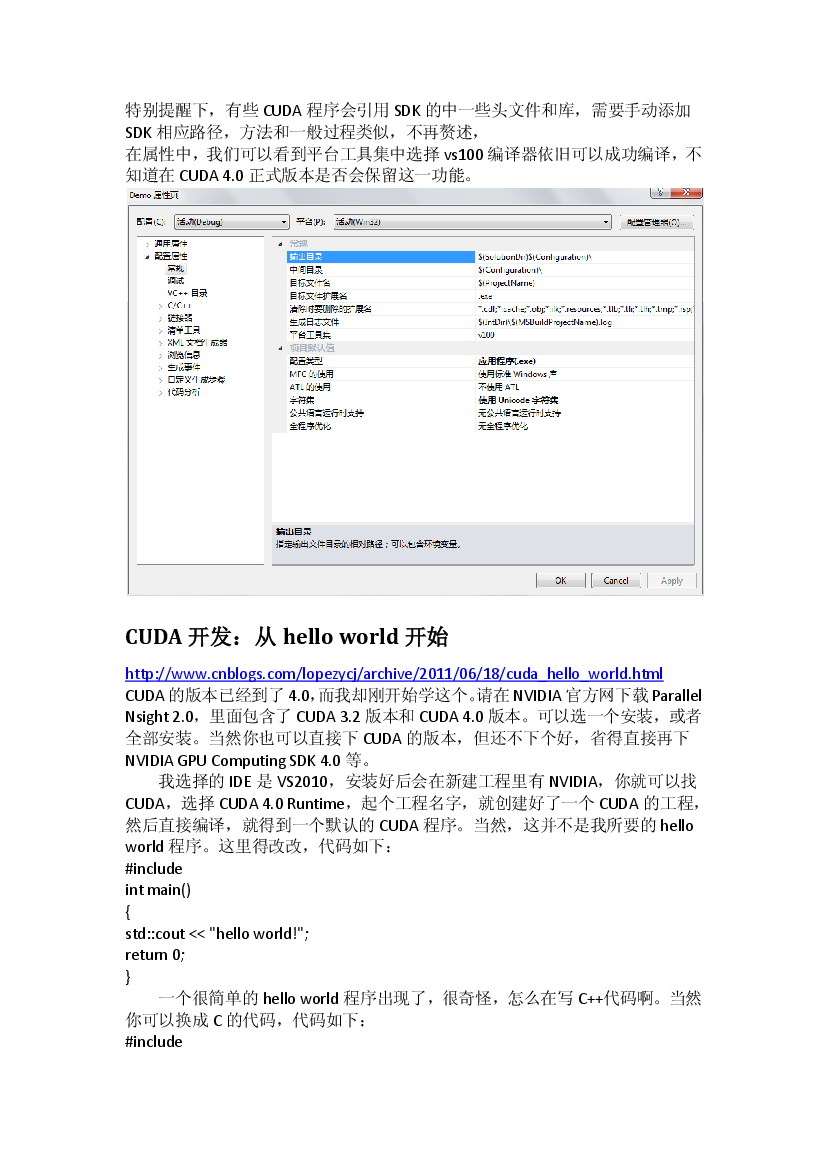 特别提醒下，有些 CUDA 程序会引用 SDK 的中一些头文件和库，需要手动添加
SDK 相应路径，方法和一般过程类似，不再赘述，
在属性中，我们可以看到平台工具集中选择 vs100 编译器依旧可以成功编译，不
知道在 CUDA 4.0 正式版本是否会保留这一功能。
Demo 属性页
配置(C): 活动(Debug) 平台(P): 活动(Win32) 配置管理器(O)...
通用属性
配置属性
常规
调试
VC++ 目录
C/C++
链接器
清单工具
XML 文档生成器
浏览信息
生成事件
自定义生成步骤
代码分析
常规
输出目录 $(SolutionDir)$(Configuration)\
中间目录 $(Configuration)\
目标文件名 $(ProjectName)
目标文件扩展名 .exe
清除时要删除的扩展名 *.cdf;*.cache;*.obj;*.ilk;*.resources;*.tlb;*.tli;*.tlh;*.tmp;*.rsp;*
生成日志文件 $(IntDir)\$(MSBuildProjectName).log
平台工具集 v100
项目默认值
配置类型 应用程序(.exe)
MFC 的使用 使用标准 Windows 库
ATL 的使用 不使用 ATL
字符集 使用 Unicode 字符集
公共语言运行时支持 无公共语言运行时支持
全程序优化 无全程序优化
输出目录
指定输出文件目录的相对路径；可以包含环境变量。
OK Cancel Apply
CUDA 开发：从 hello world 开始
http://www.cnblogs.com/lopezycj/archive/2011/06/18/cuda_hello_world.html
CUDA 的版本已经到了 4.0，而我却刚开始学这个。请在 NVIDIA 官方网下载 Parallel
Nsight 2.0，里面包含了 CUDA 3.2 版本和 CUDA 4.0 版本。可以选一个安装，或者
全部安装。当然你也可以直接下 CUDA 的版本，但还不下个好，省得直接再下
NVIDIA GPU Computing SDK 4.0 等。
我选择的 IDE 是 VS2010，安装好后会在新建工程里有 NVIDIA，你就可以找
CUDA，选择 CUDA 4.0 Runtime，起个工程名字，就创建好了一个 CUDA 的工程，
然后直接编译，就得到一个默认的 CUDA 程序。当然，这并不是我所要的 hello
world 程序。这里得改改，代码如下：
#include
int main()
{
std::cout << "hello world!";
return 0;
}
一个很简单的 hello world 程序出现了，很奇怪，怎么在写 C++代码啊。当然
你可以换成 C 的代码，代码如下：
#include